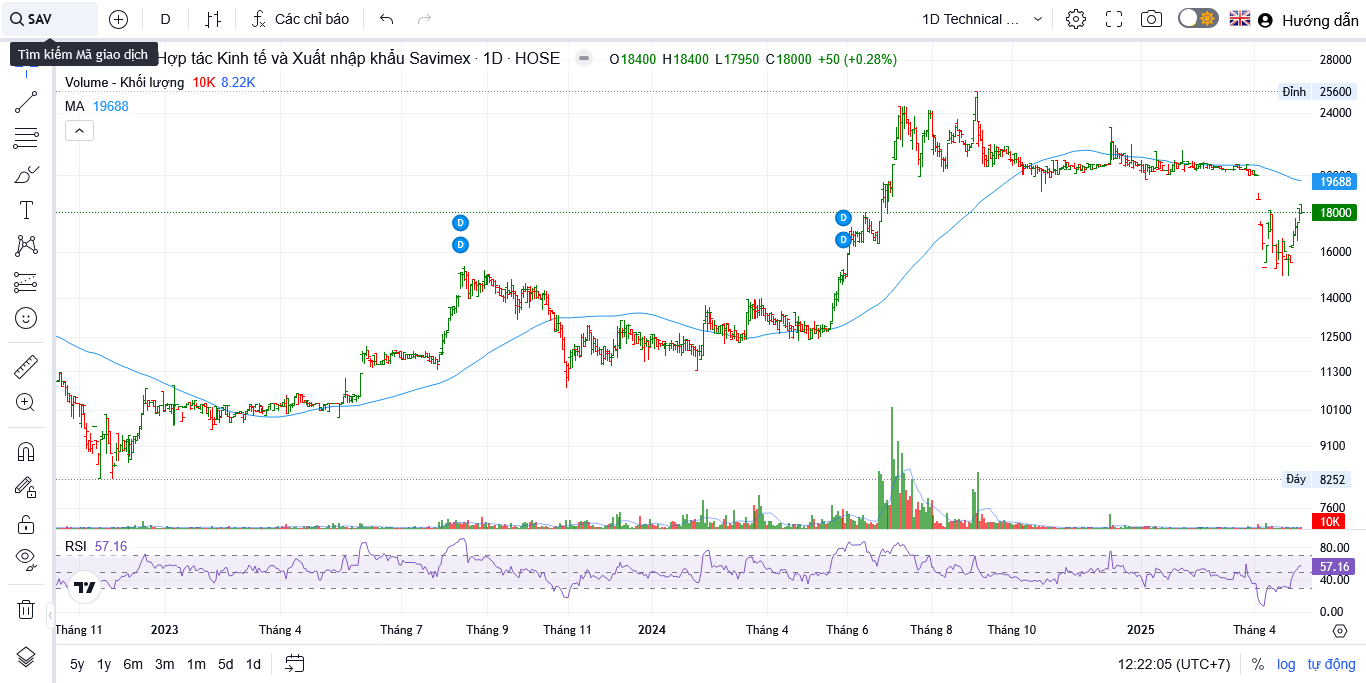 SAV
D
Các chỉ báo
1D Technical ...
Hướng dẫn
Tìm kiếm Mã giao dịch
Hợp tác Kinh tế và Xuất nhập khẩu Savimex · 1D · HOSE
O18400 H18400 L17950 C18000 +50 (+0.28%)
Volume - Khối lượng 10K 8.22K
MA 19688
28000
Đỉnh 25600
24000
19688
18000
16000
14000
12500
11300
10100
9100
Đáy 8252
7600
10K
D
D
D
D
RSI 57.16
80.00
57.16
40.00
0.00
Tháng 11 2023 Tháng 4 Tháng 7 Tháng 9 Tháng 11 2024 Tháng 4 Tháng 6 Tháng 8 Tháng 10 2025 Tháng 4
5y 1y 6m 3m 1m 5d 1d
12:22:05 (UTC+7) % log tự động